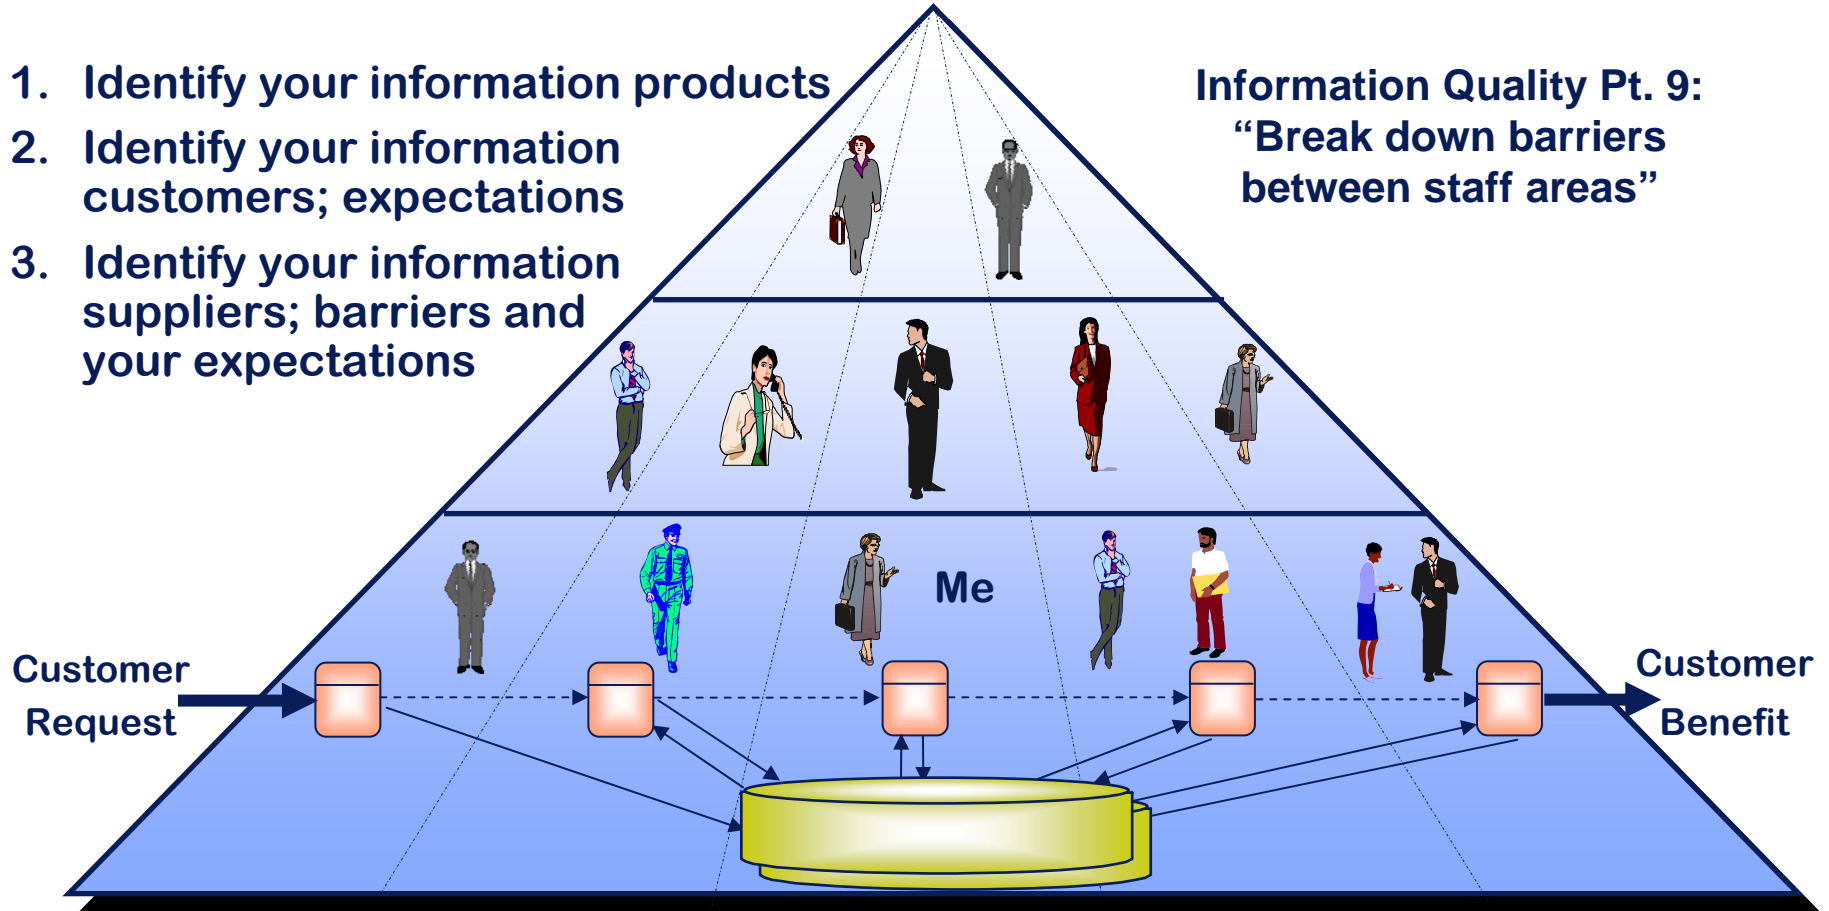 1. Identify your information products
2. Identify your information
customers; expectations
3. Identify your information
suppliers; barriers and
your expectations
Information Quality Pt. 9:
“Break down barriers
between staff areas”
Me
Customer
Request
Customer
Benefit